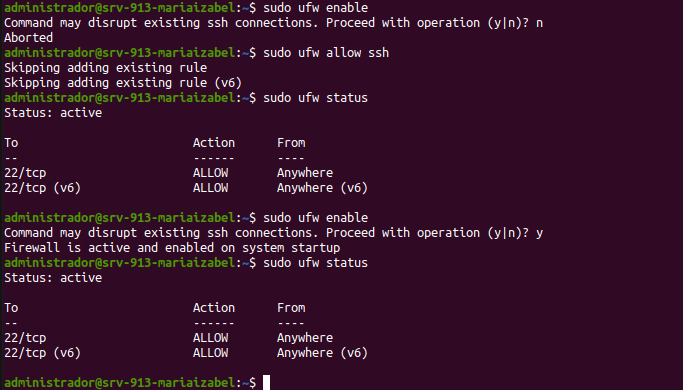 administrador@srv-913-mariaizabel:~$ sudo ufw enable
Command may disrupt existing ssh connections. Proceed with operation (y|n)? n
Aborted
administrador@srv-913-mariaizabel:~$ sudo ufw allow ssh
Skipping adding existing rule
Skipping adding existing rule (v6)
administrador@srv-913-mariaizabel:~$ sudo ufw status
Status: active
To                         Action      From
--                         ------      ----
22/tcp                     ALLOW       Anywhere
22/tcp (v6)                ALLOW       Anywhere (v6)
administrador@srv-913-mariaizabel:~$ sudo ufw enable
Command may disrupt existing ssh connections. Proceed with operation (y|n)? y
Firewall is active and enabled on system startup
administrador@srv-913-mariaizabel:~$ sudo ufw status
Status: active
To                         Action      From
--                         ------      ----
22/tcp                     ALLOW       Anywhere
22/tcp (v6)                ALLOW       Anywhere (v6)
administrador@srv-913-mariaizabel:~$